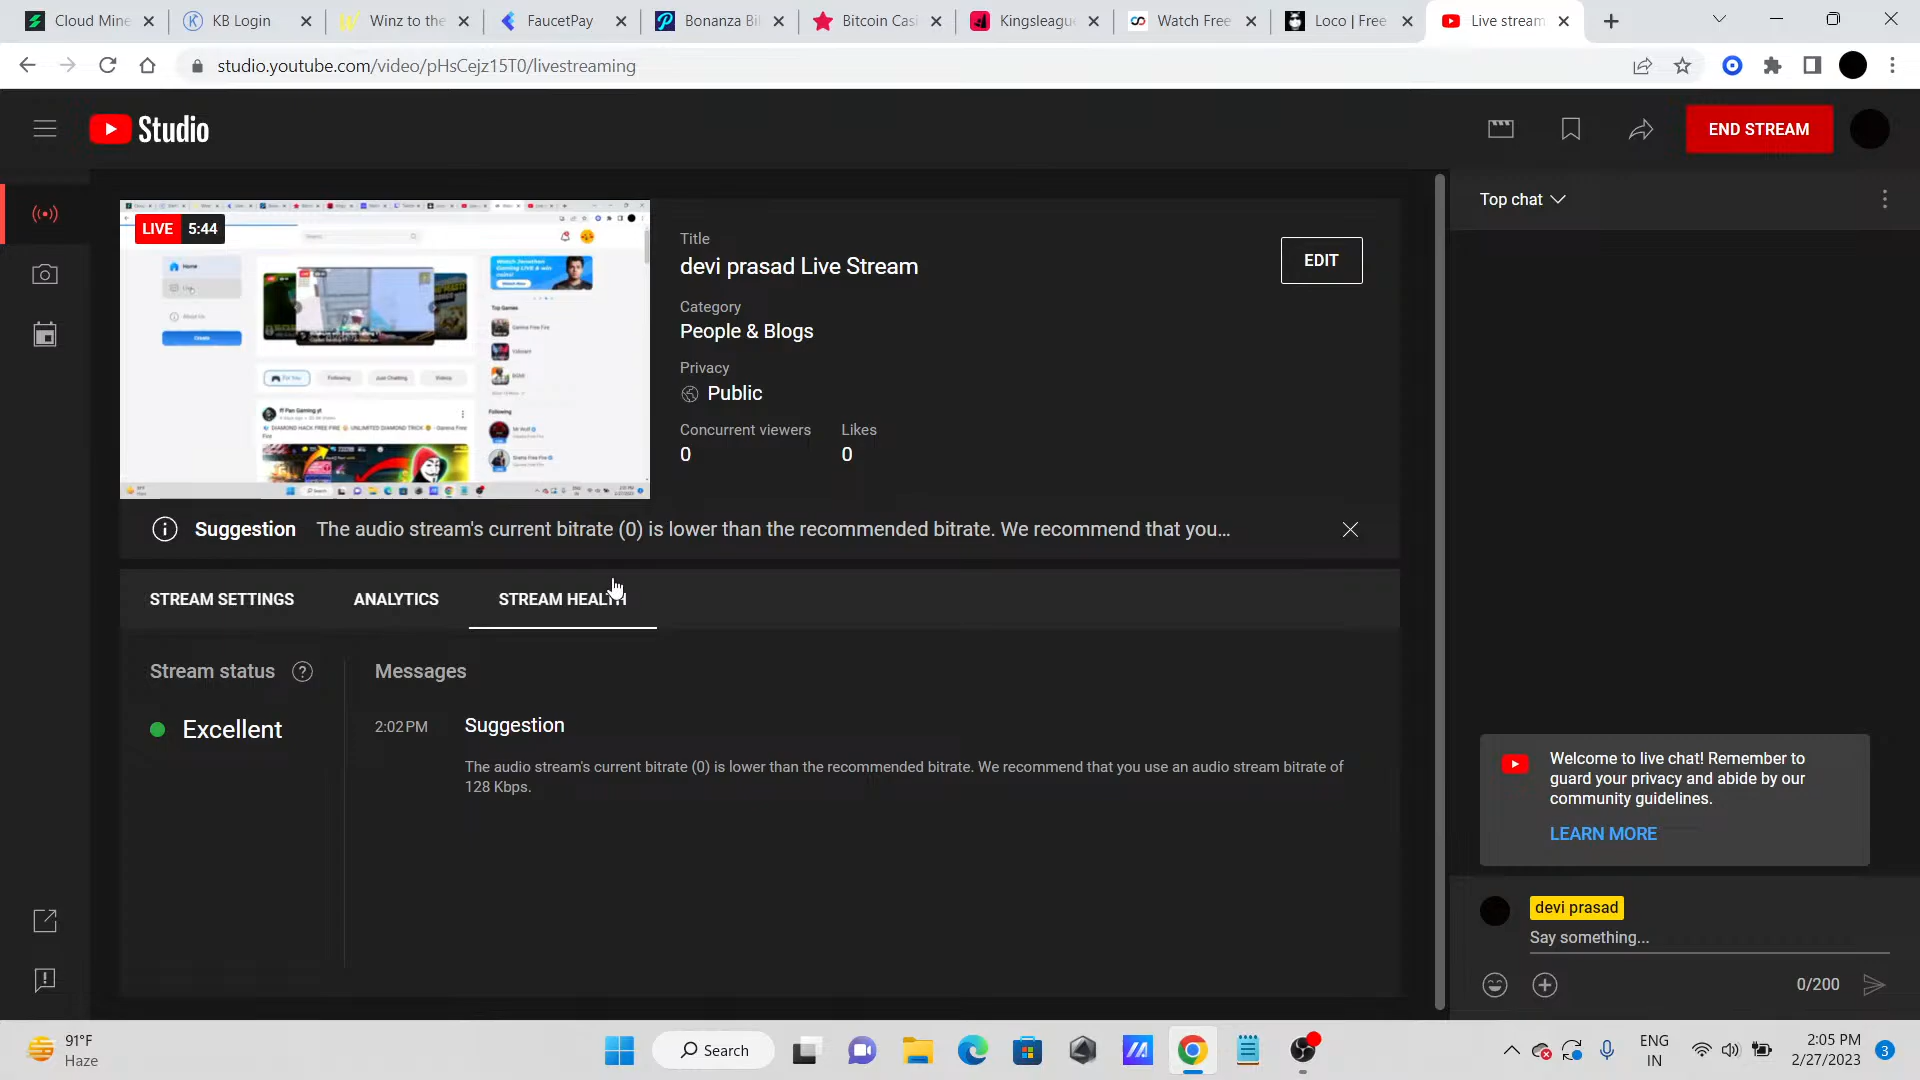 Cloud Mine
KB Login
Winz to the
FaucetPay
Bonanza Bil
Bitcoin Casi
Kingsleague
Watch Free
Loco | Free
Live stream
studio.youtube.com/video/pHsCejz15T0/livestreaming
Studio
END STREAM
LIVE 5:44
Title
devi prasad Live Stream
EDIT
Category
People & Blogs
Privacy
Public
Concurrent viewers
0
Likes
0
Suggestion The audio stream's current bitrate (0) is lower than the recommended bitrate. We recommend that you...
STREAM SETTINGS
ANALYTICS
STREAM HEALTH
Stream status
Excellent
Messages
2:02 PM
Suggestion
The audio stream's current bitrate (0) is lower than the recommended bitrate. We recommend that you use an audio stream bitrate of
128 Kbps.
Top chat
Welcome to live chat! Remember to
guard your privacy and abide by our
community guidelines.
LEARN MORE
devi prasad
Say something...
0/200
91°F
Haze
Search
ENG
IN
2:05 PM
2/27/2023
3